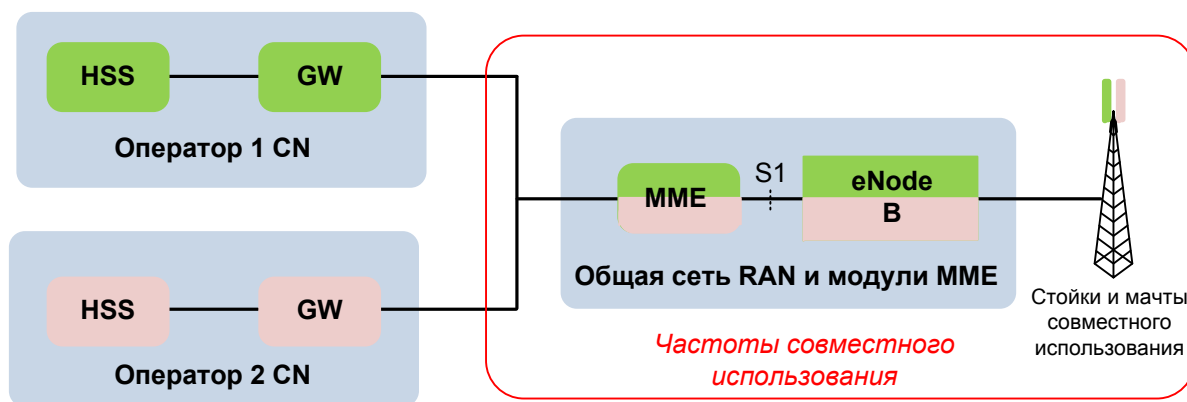 HSS
GW
Оператор 1 CN
HSS
GW
Оператор 2 CN
MME
S1
eNode
B
Общая сеть RAN и модули MME
Частоты совместного
использования
Стойки и мачты
совместного
использования